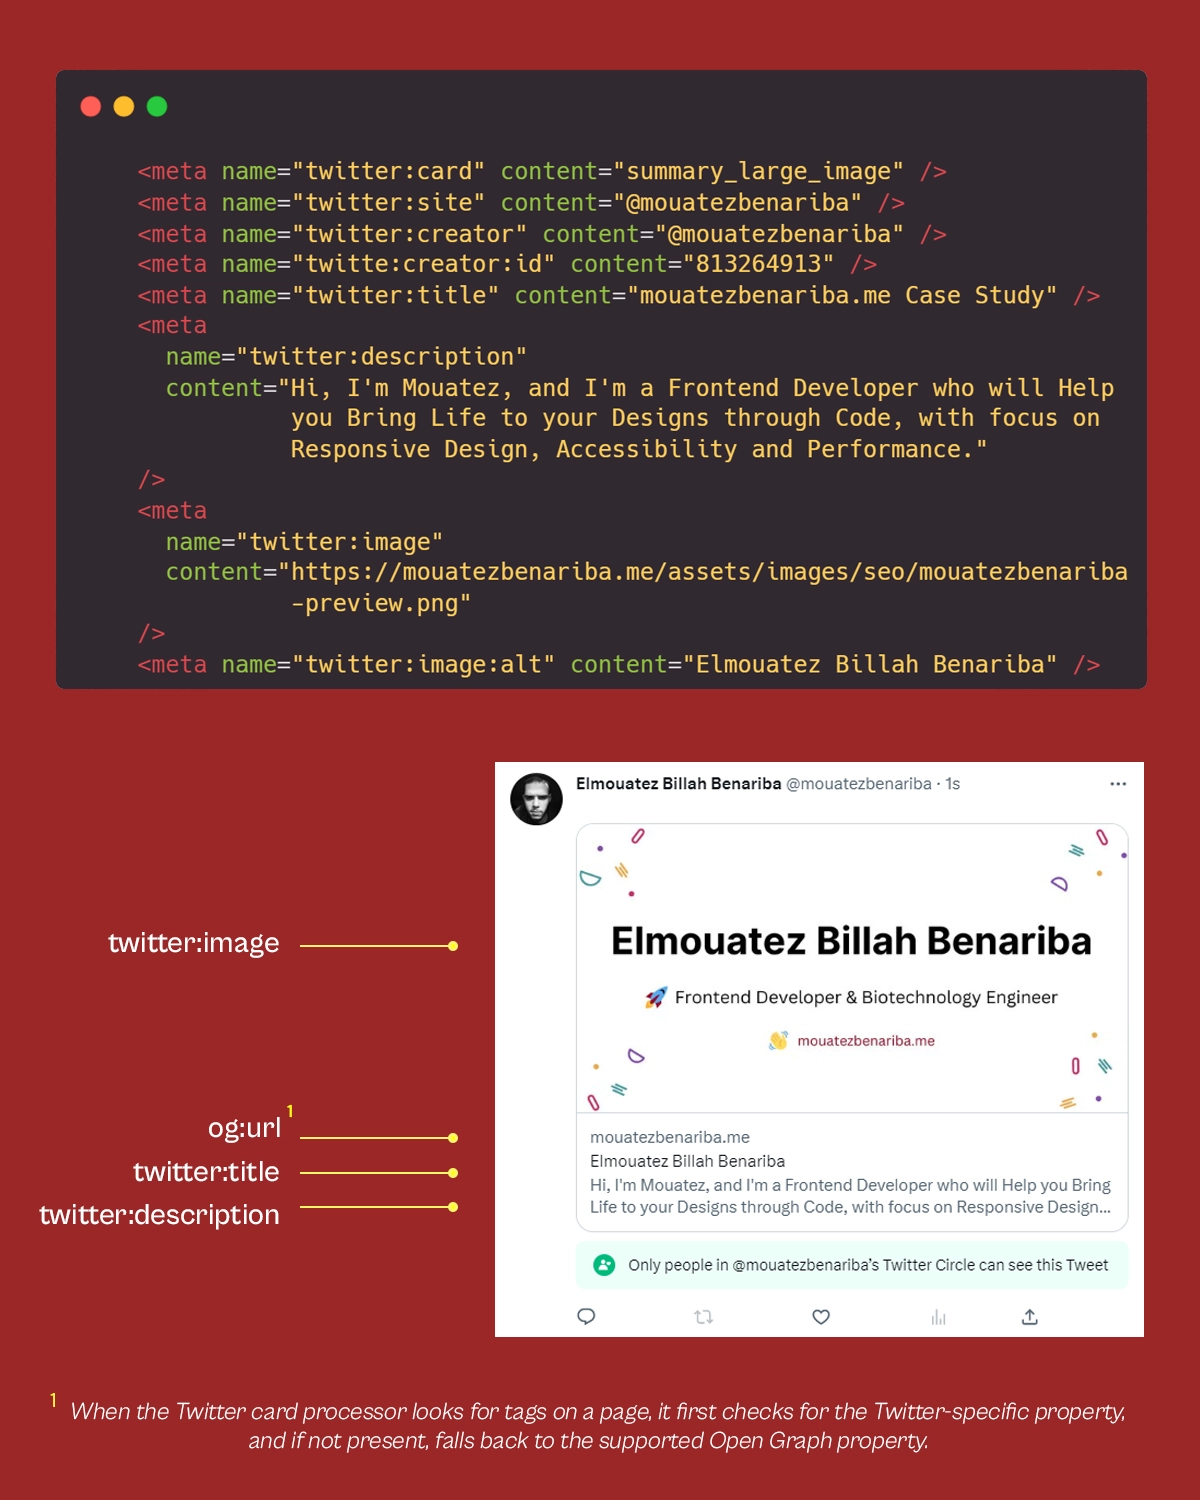 <meta name="twitter:card" content="summary_large_image" />
<meta name="twitter:site" content="@mouatezbenariba" />
<meta name="twitter:creator" content="@mouatezbenariba" />
<meta name="twitte:creator:id" content="813264913" />
<meta name="twitter:title" content="mouatezbenariba.me Case Study" />
<meta
name="twitter:description"
content="Hi, I'm Mouatez, and I'm a Frontend Developer who will Help
you Bring Life to your Designs through Code, with focus on
Responsive Design, Accessibility and Performance."
/>
<meta
name="twitter:image"
content="https://mouatezbenariba.me/assets/images/seo/mouatezbenariba
-preview.png"
/>
<meta name="twitter:image:alt" content="Elmouatez Billah Benariba" />
Elmouatez Billah Benariba @mouatezbenariba · 1s
twitter:image
Elmouatez Billah Benariba
🚀 Frontend Developer & Biotechnology Engineer
👋 mouatezbenariba.me
og:url 1
twitter:title
twitter:description
mouatezbenariba.me
Elmouatez Billah Benariba
Hi, I'm Mouatez, and I'm a Frontend Developer who will Help you Bring
Life to your Designs through Code, with focus on Responsive Design...
Only people in @mouatezbenariba's Twitter Circle can see this Tweet
1 When the Twitter card processor looks for tags on a page, it first checks for the Twitter-specific property,
and if not present, falls back to the supported Open Graph property.